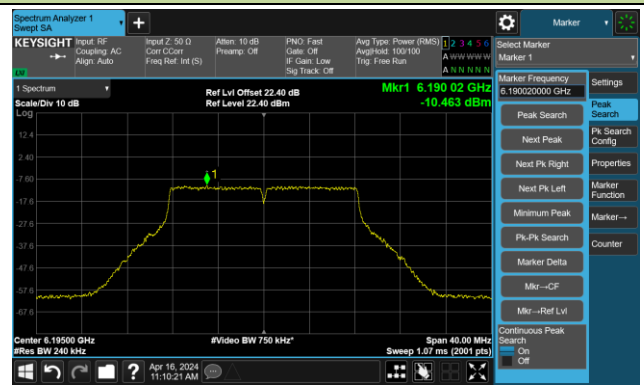 Spectrum Analyzer 1
Swept SA
Marker
KEYSIGHT
Input: RF
Coupling: AC
Align: Auto
Input Z: 50 Ω
Corr CCorr
Freq Ref: Int (S)
Atten: 10 dB
Preamp: Off
PNO: Fast
Gate: Off
IF Gain: Low
Sig Track: Off
Avg Type: Power (RMS)
Avg|Hold: 100/100
Trig: Free Run
1 2 3 4 5 6
A W W W W W
A N N N N N
LU
Select Marker
Marker 1
1 Spectrum
Scale/Div 10 dB
Ref Lvl Offset 22.40 dB
Ref Level 22.40 dBm
Mkr1 6.190 02 GHz
-10.463 dBm
Log
12.4
2.40
-7.60
-17.6
-27.6
-37.6
-47.6
-57.6
-67.6
1
Center 6.19500 GHz
#Res BW 240 kHz
#Video BW 750 kHz*
Span 40.00 MHz
Sweep 1.07 ms (2001 pts)
Marker Frequency
6.190020000 GHz
Peak Search
Next Peak
Next Pk Right
Next Pk Left
Minimum Peak
Pk-Pk Search
Marker Delta
Mkr→CF
Mkr→Ref Lvl
Continuous Peak
Search
On
Off
Settings
Peak
Search
Pk Search
Config
Properties
Marker
Function
Marker→
Counter
?
Apr 16, 2024
11:10:21 AM